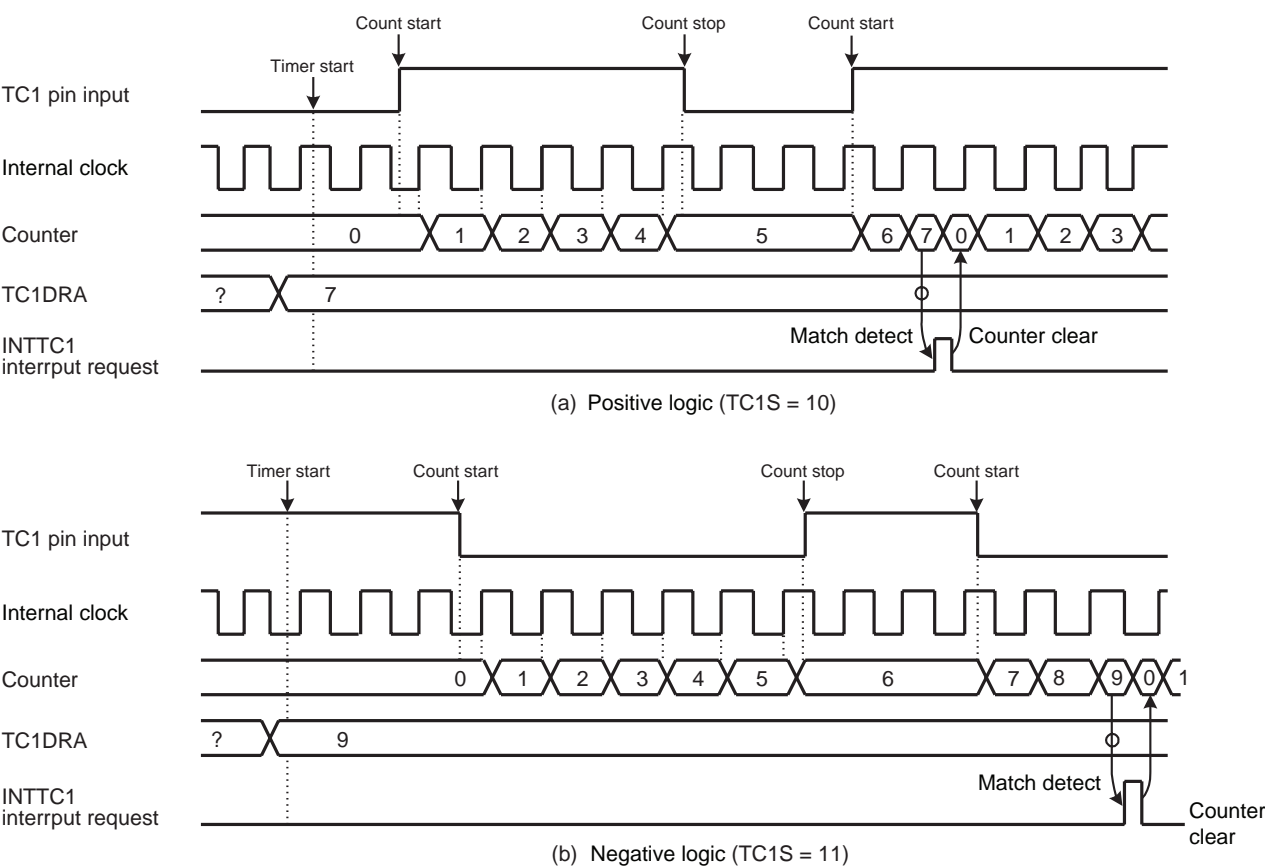 Count start Count stop Count start
Timer start
TC1 pin input
Internal clock
Counter 0 1 2 3 4 5 6 7 0 1 2 3
TC1DRA ? 7
Match detect Counter clear
INTTC1
interrput request
(a) Positive logic (TC1S = 10)
Timer start Count start Count stop Count start
TC1 pin input
Internal clock
Counter 0 1 2 3 4 5 6 7 8 9 0 1
TC1DRA ? 9
Match detect
INTTC1
interrput request
Counter
clear
(b) Negative logic (TC1S = 11)